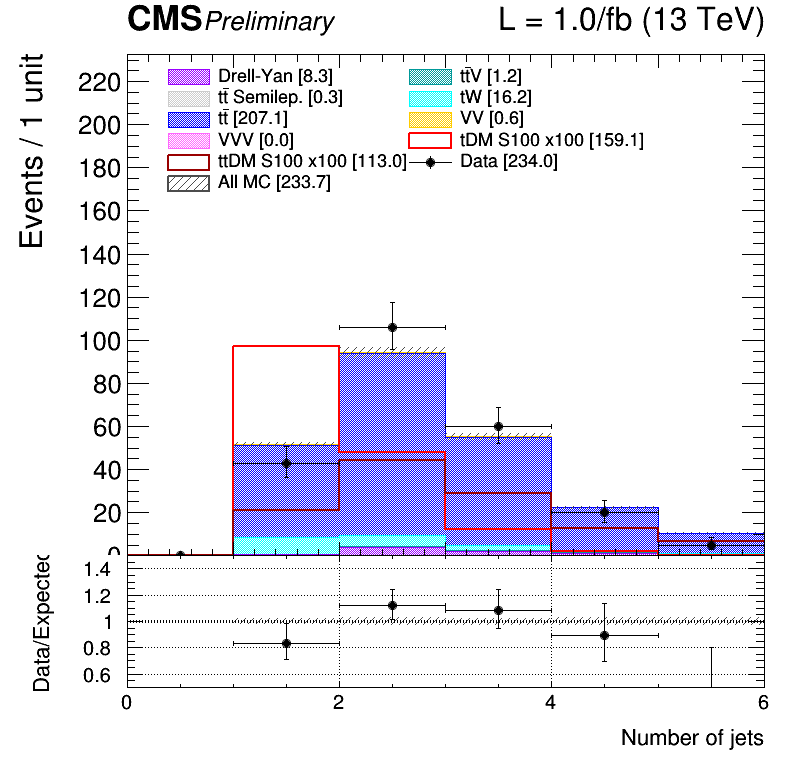 CMS Preliminary L = 1.0/fb (13 TeV)
Events / 1 unit
220
200
180
160
140
120
100
80
60
40
20
0
Drell-Yan [8.3]
tt̄V [1.2]
tt̄ Semilep. [0.3]
tW [16.2]
tt̄ [207.1]
VV [0.6]
VVV [0.0]
tDM S100 x100 [159.1]
ttDM S100 x100 [113.0]
Data [234.0]
All MC [233.7]
Data/Expected
1.4
1.2
1
0.8
0.6
0 2 4 6
Number of jets